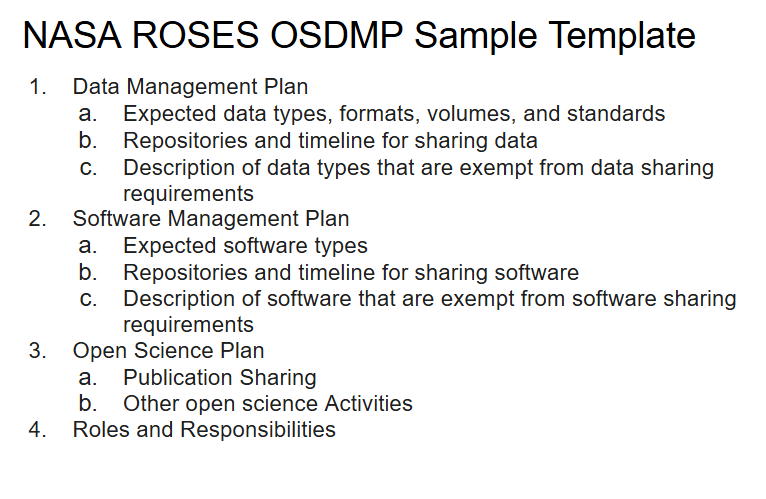 NASA ROSES OSDMP Sample Template
1. Data Management Plan
a. Expected data types, formats, volumes, and standards
b. Repositories and timeline for sharing data
c. Description of data types that are exempt from data sharing
requirements
2. Software Management Plan
a. Expected software types
b. Repositories and timeline for sharing software
c. Description of software that are exempt from software sharing
requirements
3. Open Science Plan
a. Publication Sharing
b. Other open science Activities
4. Roles and Responsibilities